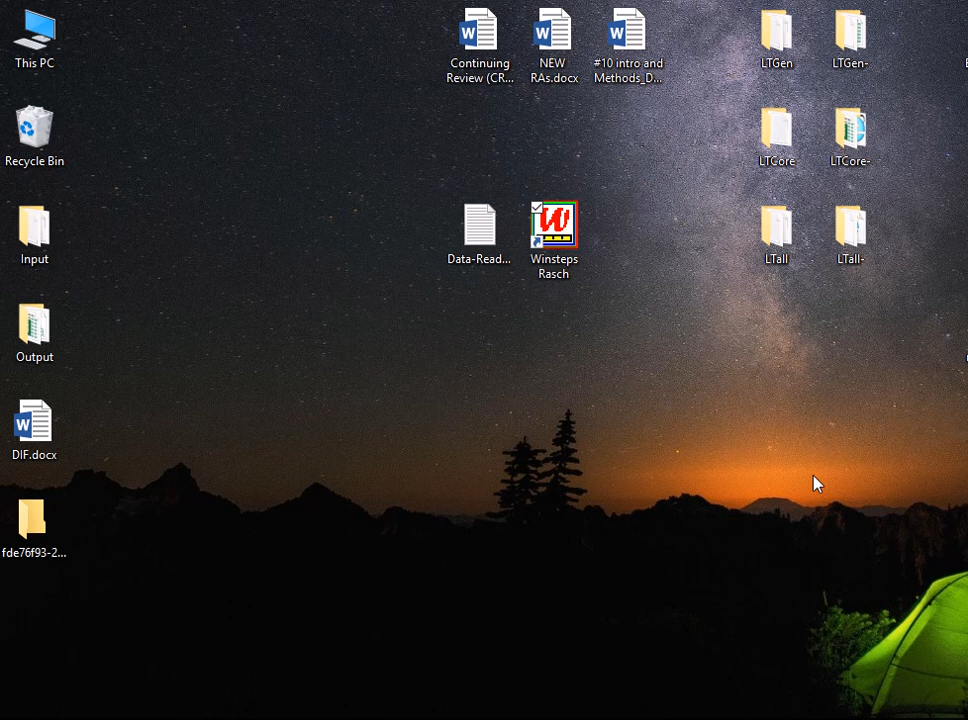 This PC
Continuing
Review (CR...
NEW
RAs.docx
#10 intro and
Methods_D...
LTGen
LTGen-
Recycle Bin
LTCore
LTCore-
Input
Data-Read...
Winsteps
Rasch
LTall
LTall-
Output
DIF.docx
fde76f93-2...